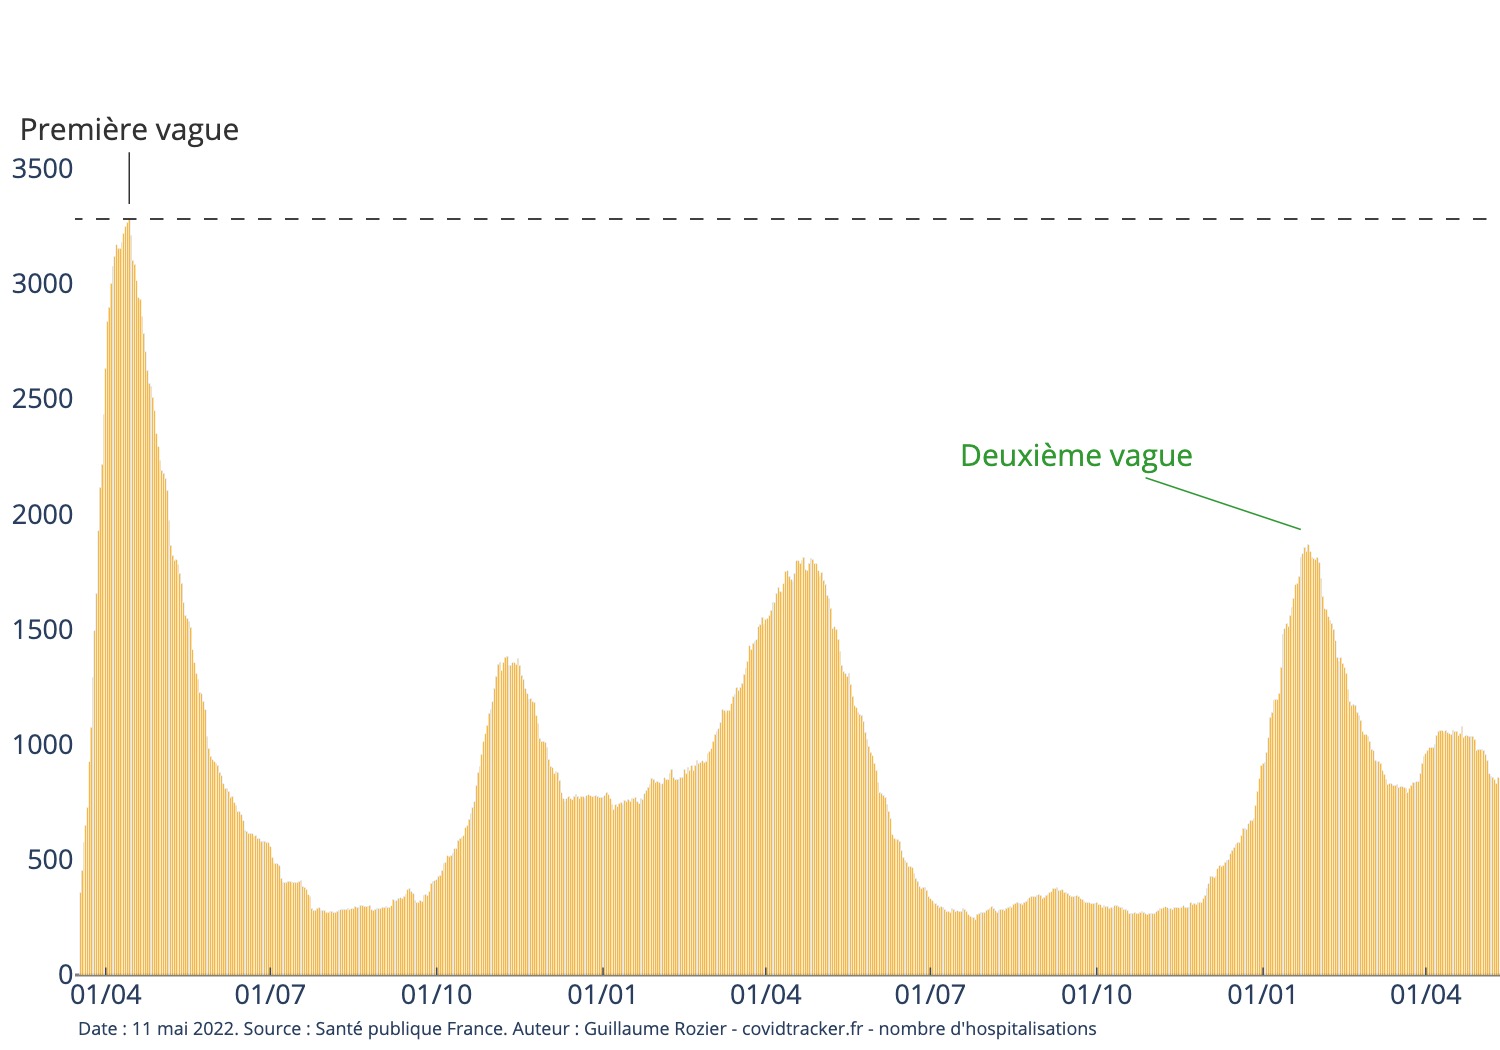 Première vague
3500
3000
2500
Deuxième vague
2000
1500
1000
500
0
01/04 01/07 01/10 01/01 01/04 01/07 01/10 01/01 01/04
Date : 11 mai 2022. Source : Santé publique France. Auteur : Guillaume Rozier - covidtracker.fr - nombre d'hospitalisations